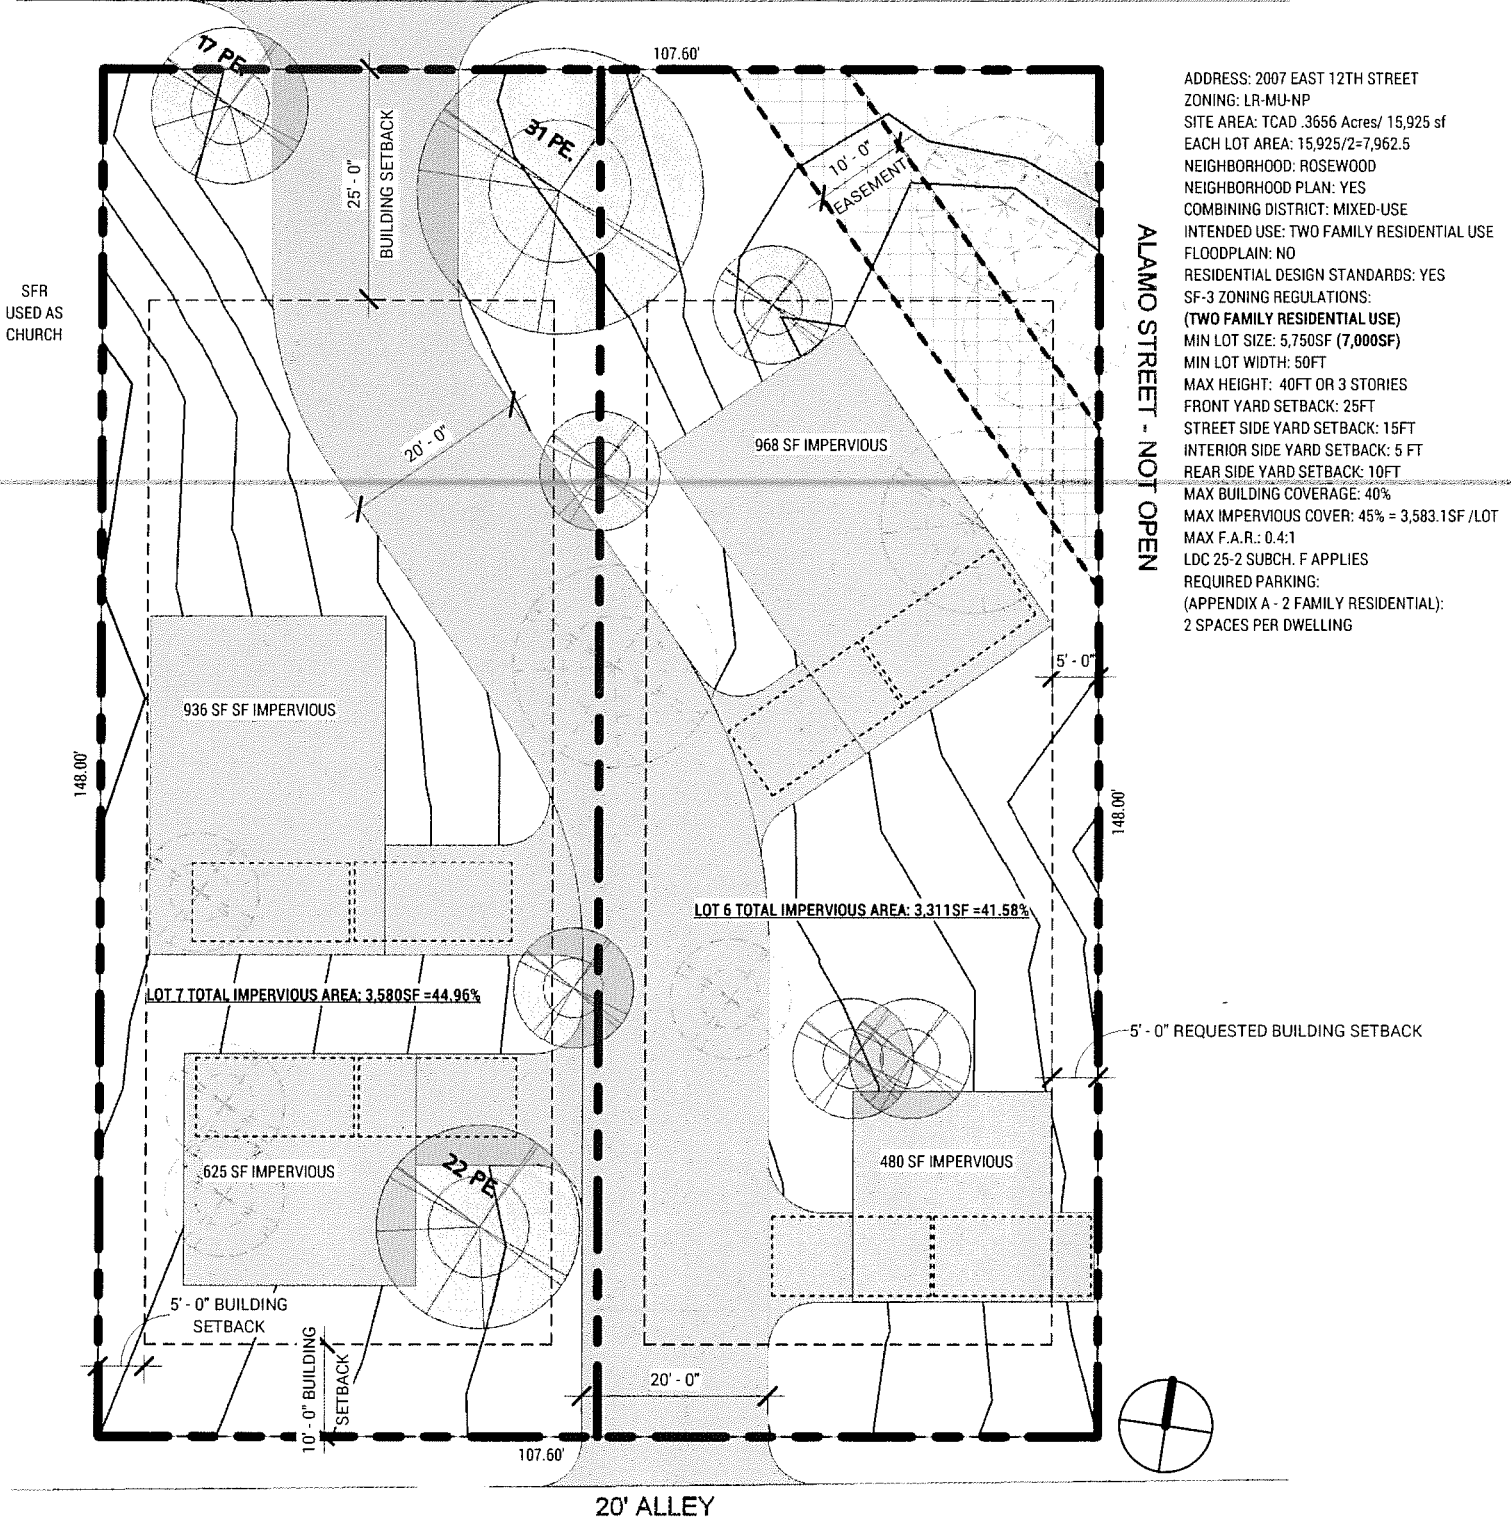 17 PE.
107.60'
31 PE.
25' - 0"
BUILDING SETBACK
10' - 0"
EASEMENT
ADDRESS: 2007 EAST 12TH STREET
ZONING: LR-MU-NP
SITE AREA: TCAD .3656 Acres/ 15,925 sf
EACH LOT AREA: 15,925/2=7,962.5
NEIGHBORHOOD: ROSEWOOD
NEIGHBORHOOD PLAN: YES
COMBINING DISTRICT: MIXED-USE
INTENDED USE: TWO FAMILY RESIDENTIAL USE
FLOODPLAIN: NO
RESIDENTIAL DESIGN STANDARDS: YES
SF-3 ZONING REGULATIONS:
(TWO FAMILY RESIDENTIAL USE)
MIN LOT SIZE: 5,750SF (7,000SF)
MIN LOT WIDTH: 50FT
MAX HEIGHT: 40FT OR 3 STORIES
FRONT YARD SETBACK: 25FT
STREET SIDE YARD SETBACK: 15FT
INTERIOR SIDE YARD SETBACK: 5 FT
REAR SIDE YARD SETBACK: 10FT
MAX BUILDING COVERAGE: 40%
MAX IMPERVIOUS COVER: 45% = 3,583.1SF /LOT
MAX F.A.R.: 0.4:1
LDC 25-2 SUBCH. F APPLIES
REQUIRED PARKING:
(APPENDIX A - 2 FAMILY RESIDENTIAL):
2 SPACES PER DWELLING
ALAMO STREET - NOT OPEN
SFR
USED AS
CHURCH
20' - 0"
968 SF IMPERVIOUS
5' - 0"
936 SF SF IMPERVIOUS
148.00'
148.00'
LOT 6 TOTAL IMPERVIOUS AREA: 3,311SF =41.58%
LOT 7 TOTAL IMPERVIOUS AREA: 3,580SF =44.96%
5' - 0" REQUESTED BUILDING SETBACK
22 PE.
625 SF IMPERVIOUS
480 SF IMPERVIOUS
5' - 0" BUILDING
SETBACK
10' - 0" BUILDING
SETBACK
20' - 0"
107.60'
20' ALLEY